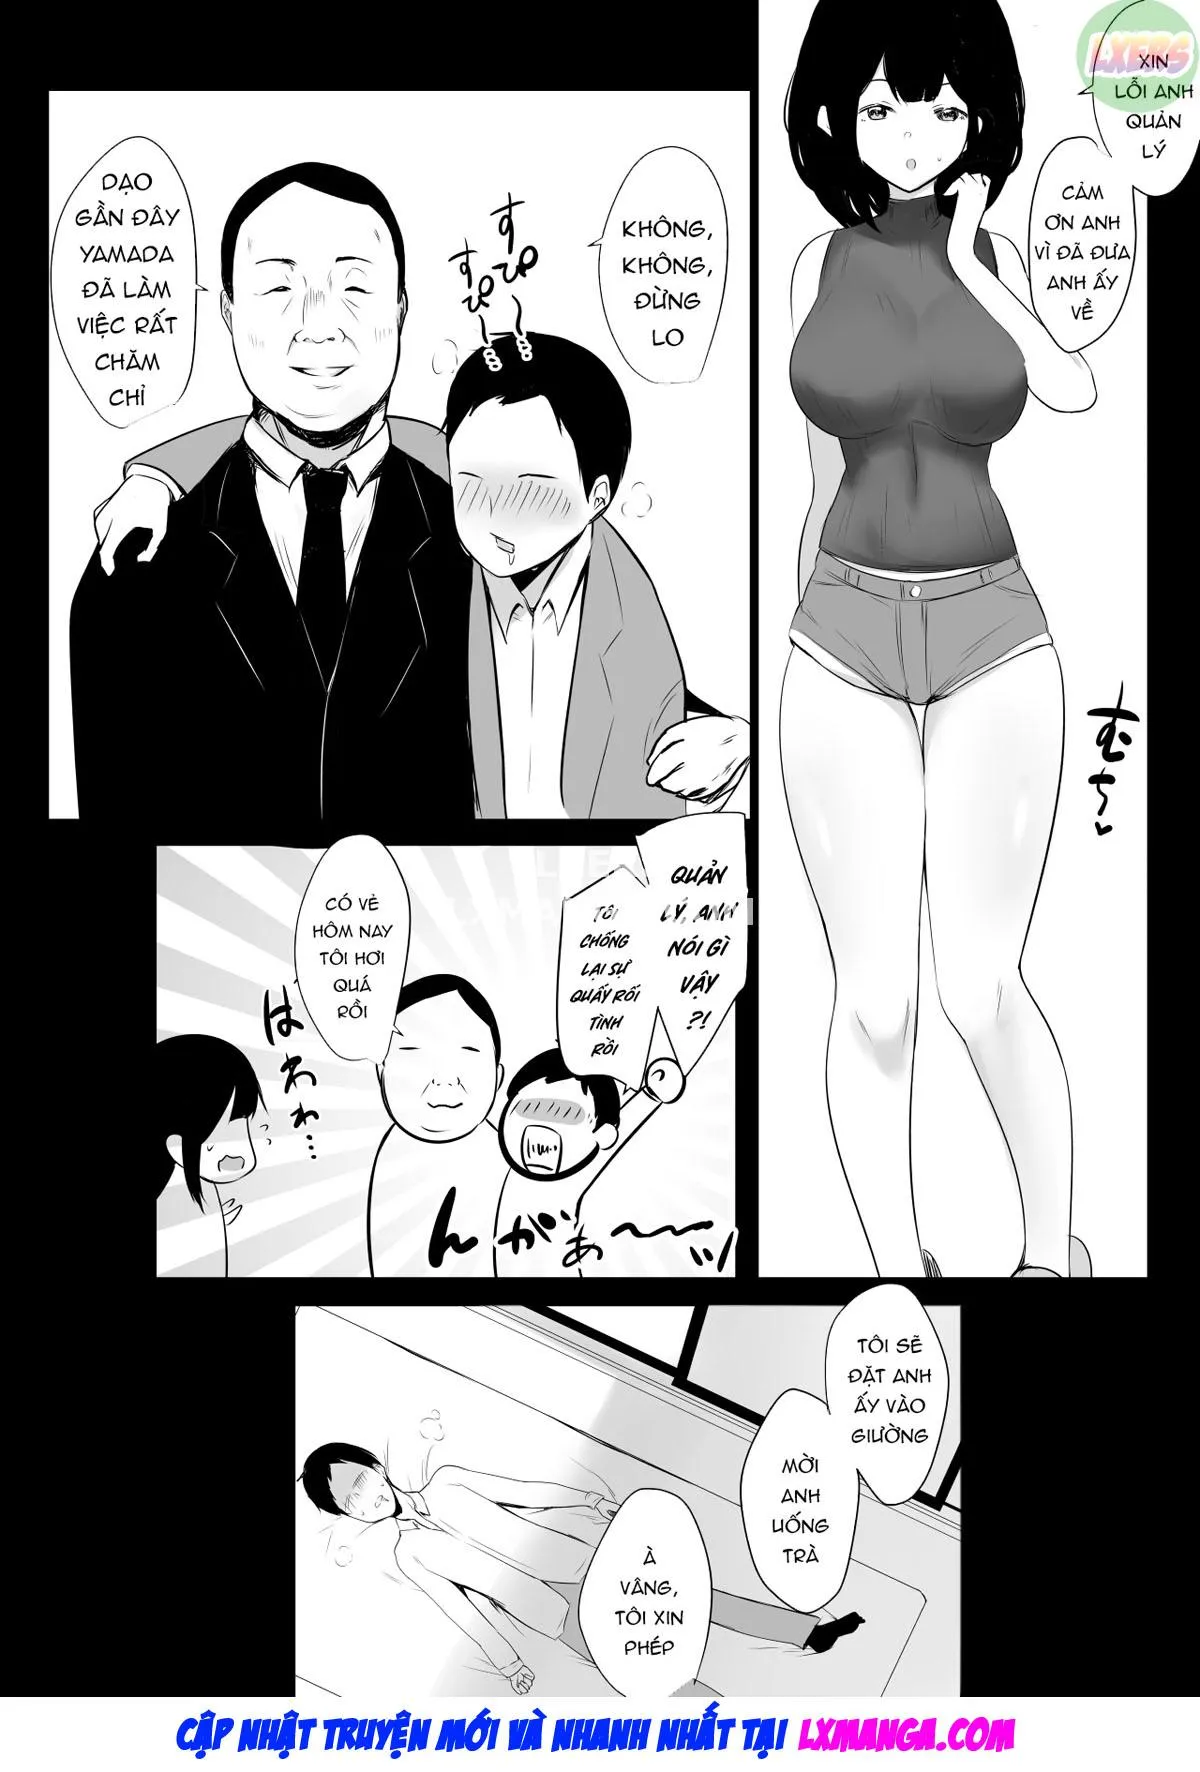 LXERS
XIN
LỖI ANH
QUẢN
LÝ
CẢM
ƠN ANH
VÌ ĐÃ ĐƯA
ANH ẤY
VỀ
むち
KHÔNG,
KHÔNG,
ĐỪNG
LO
すぴ〜
すぴ〜
DẠO
GẦN ĐÂY
YAMADA
ĐÃ LÀM
VIỆC RẤT
CHĂM
CHỈ
QUẢN
LÝ, ANH
NÓI GÌ
VẬY
?!
TÔI
CHỐNG
LẠI SỰ
QUẤY RỐI
TÌNH
RỒI
CÓ VẺ
HÔM NAY
TÔI HƠI
QUÁ
RỒI
はわわ…
んがぁ〜〜ッ
TÔI SẼ
ĐẶT ANH
ẤY VÀO
GIƯỜNG
MỜI
ANH
UỐNG
TRÀ
À
VÂNG,
TÔI XIN
PHÉP
CẬP NHẬT TRUYỆN MỚI VÀ NHANH NHẤT TẠI LXMANGA.COM